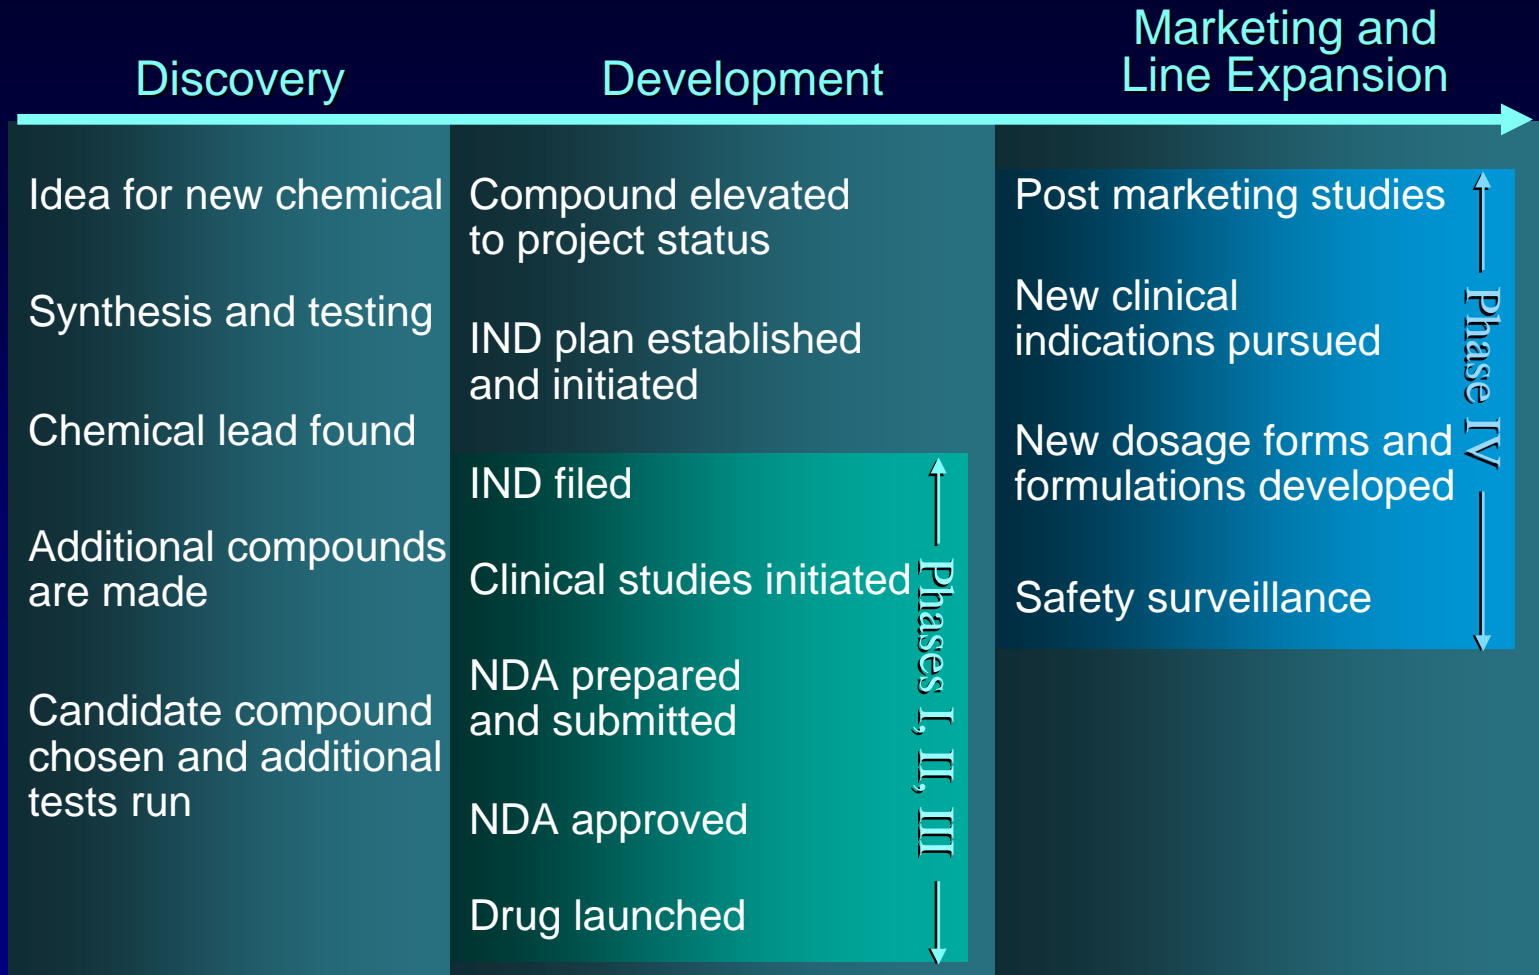 Discovery
Development
Marketing and
Line Expansion
Idea for new chemical
Synthesis and testing
Chemical lead found
Additional compounds
are made
Candidate compound
chosen and additional
tests run
Compound elevated
to project status
IND plan established
and initiated
IND filed
Clinical studies initiated
NDA prepared
and submitted
NDA approved
Drug launched
Phases I, II, III
Post marketing studies
New clinical
indications pursued
New dosage forms and
formulations developed
Safety surveillance
Phase IV